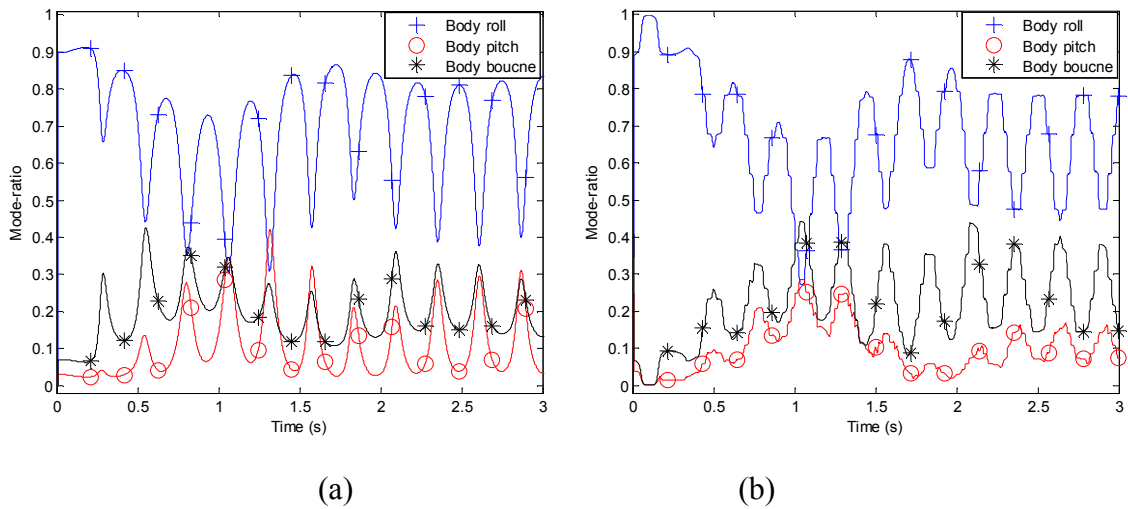 1
0.9
0.8
0.7
0.6
0.5
0.4
0.3
0.2
0.1
0
Mode-ratio
0 0.5 1 1.5 2 2.5 3
Time (s)
Body roll
Body pitch
Body boucne
(a)
1
0.9
0.8
0.7
0.6
0.5
0.4
0.3
0.2
0.1
0
Mode-ratio
0 0.5 1 1.5 2 2.5 3
Time (s)
Body roll
Body pitch
Body boucne
(b)